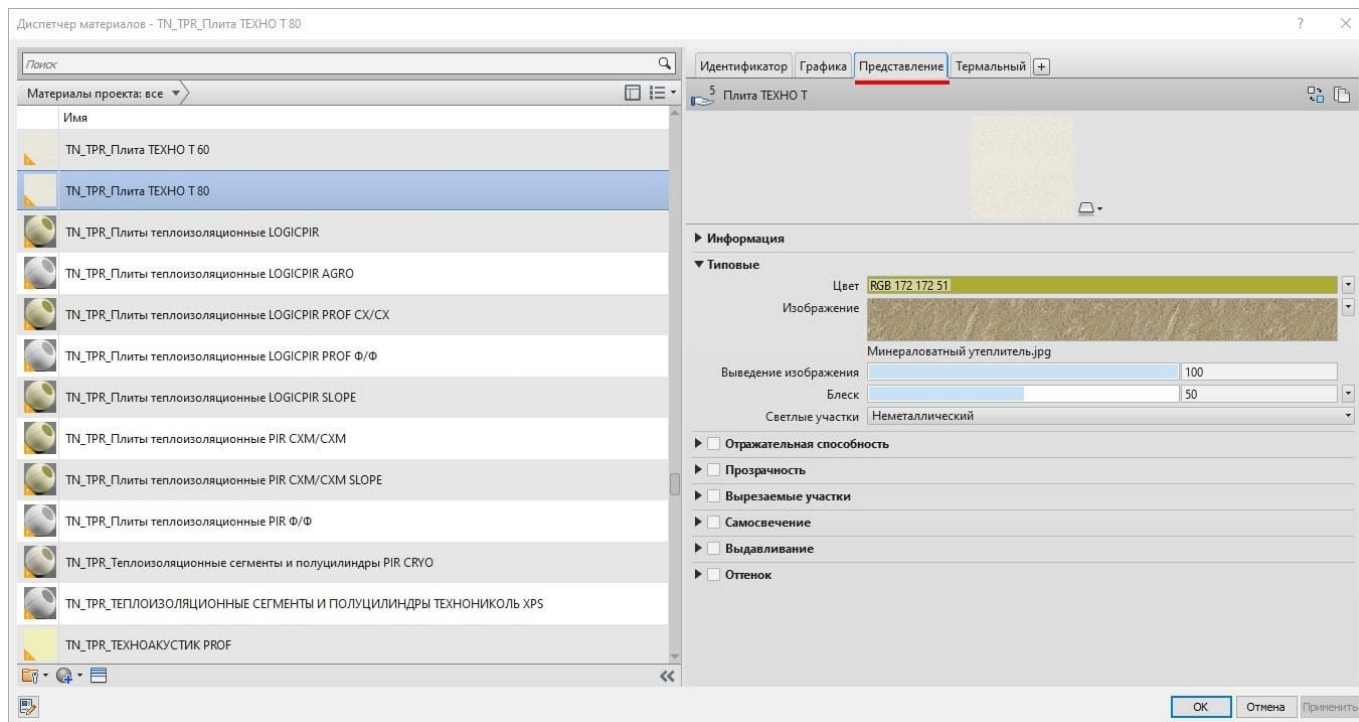 Диспетчер материалов - TN_TPR_Плита ТЕХНО Т 80
?
Поиск
Материалы проекта: все
Имя
TN_TPR_Плита ТЕХНО Т 60
TN_TPR_Плита ТЕХНО Т 80
TN_TPR_Плиты теплоизоляционные LOGICPIR
TN_TPR_Плиты теплоизоляционные LOGICPIR AGRO
TN_TPR_Плиты теплоизоляционные LOGICPIR PROF CX/CX
TN_TPR_Плиты теплоизоляционные LOGICPIR PROF Ф/Ф
TN_TPR_Плиты теплоизоляционные LOGICPIR SLOPE
TN_TPR_Плиты теплоизоляционные PIR СХМ/СХМ
TN_TPR_Плиты теплоизоляционные PIR СХМ/СХМ SLOPE
TN_TPR_Плиты теплоизоляционные PIR Ф/Ф
TN_TPR_Теплоизоляционные сегменты и полуцилиндры PIR CRYO
TN_TPR_ТЕПЛОИЗОЛЯЦИОННЫЕ СЕГМЕНТЫ И ПОЛУЦИЛИНДРЫ ТЕХНОНИКОЛЬ XPS
TN_TPR_ТЕХНОАКУСТИК PROF
Идентификатор Графика Представление Термальный +
5 Плита ТЕХНО Т
Информация
Типовые
Цвет RGB 172 172 51
Изображение
Минераловатный утеплитель.jpg
Выведение изображения 100
Блеск 50
Светлые участки Неметаллический
Отражательная способность
Прозрачность
Вырезаемые участки
Самосвечение
Выдавливание
Оттенок
OK Отмена Применить